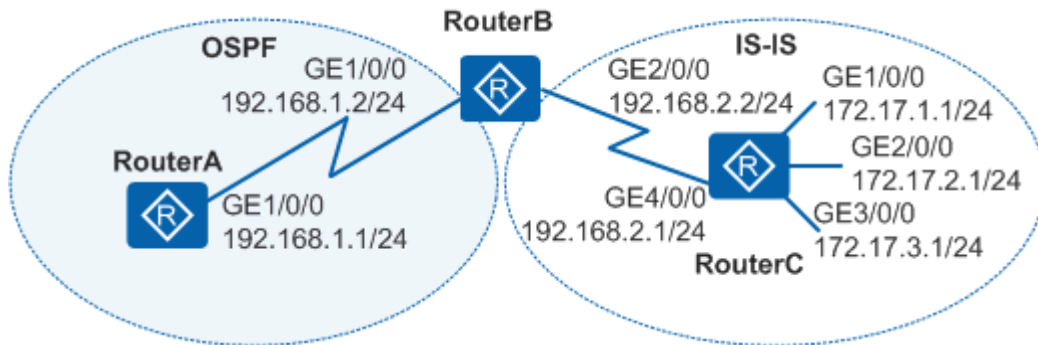 RouterB
OSPF
IS-IS
GE1/0/0
192.168.1.2/24
GE2/0/0
192.168.2.2/24
GE1/0/0
172.17.1.1/24
RouterA
R
R
R
GE2/0/0
172.17.2.1/24
GE1/0/0
192.168.1.1/24
GE4/0/0
192.168.2.1/24
GE3/0/0
172.17.3.1/24
RouterC